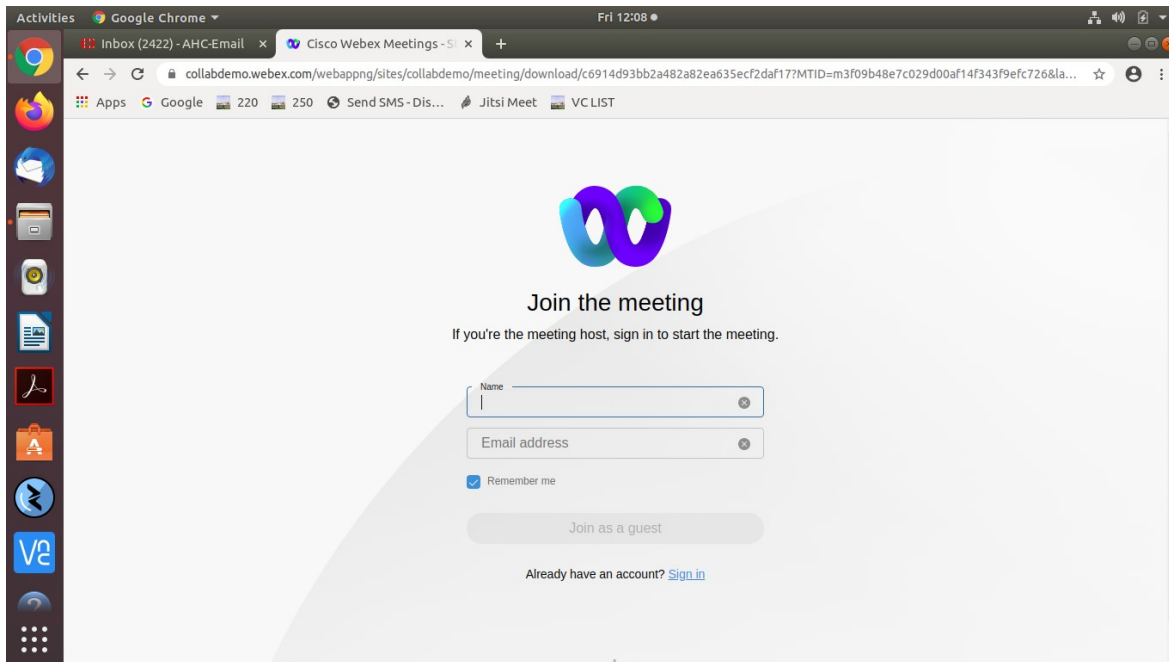 Activities Google Chrome Fri 12:08
Inbox (2422) - AHC-Email × Cisco Webex Meetings - S × +
collabdemo.webex.com/webappng/sites/collabdemo/meeting/download/c6914d93bb2a482a82ea635ecf2daf17?MTID=m3f09b48e7c029d00af14f343f9efc726&la...
Apps G Google 220 250 Send SMS - Dis... Jitsi Meet VC LIST
Join the meeting
If you're the meeting host, sign in to start the meeting.
Name
Email address
Remember me
Join as a guest
Already have an account? Sign in